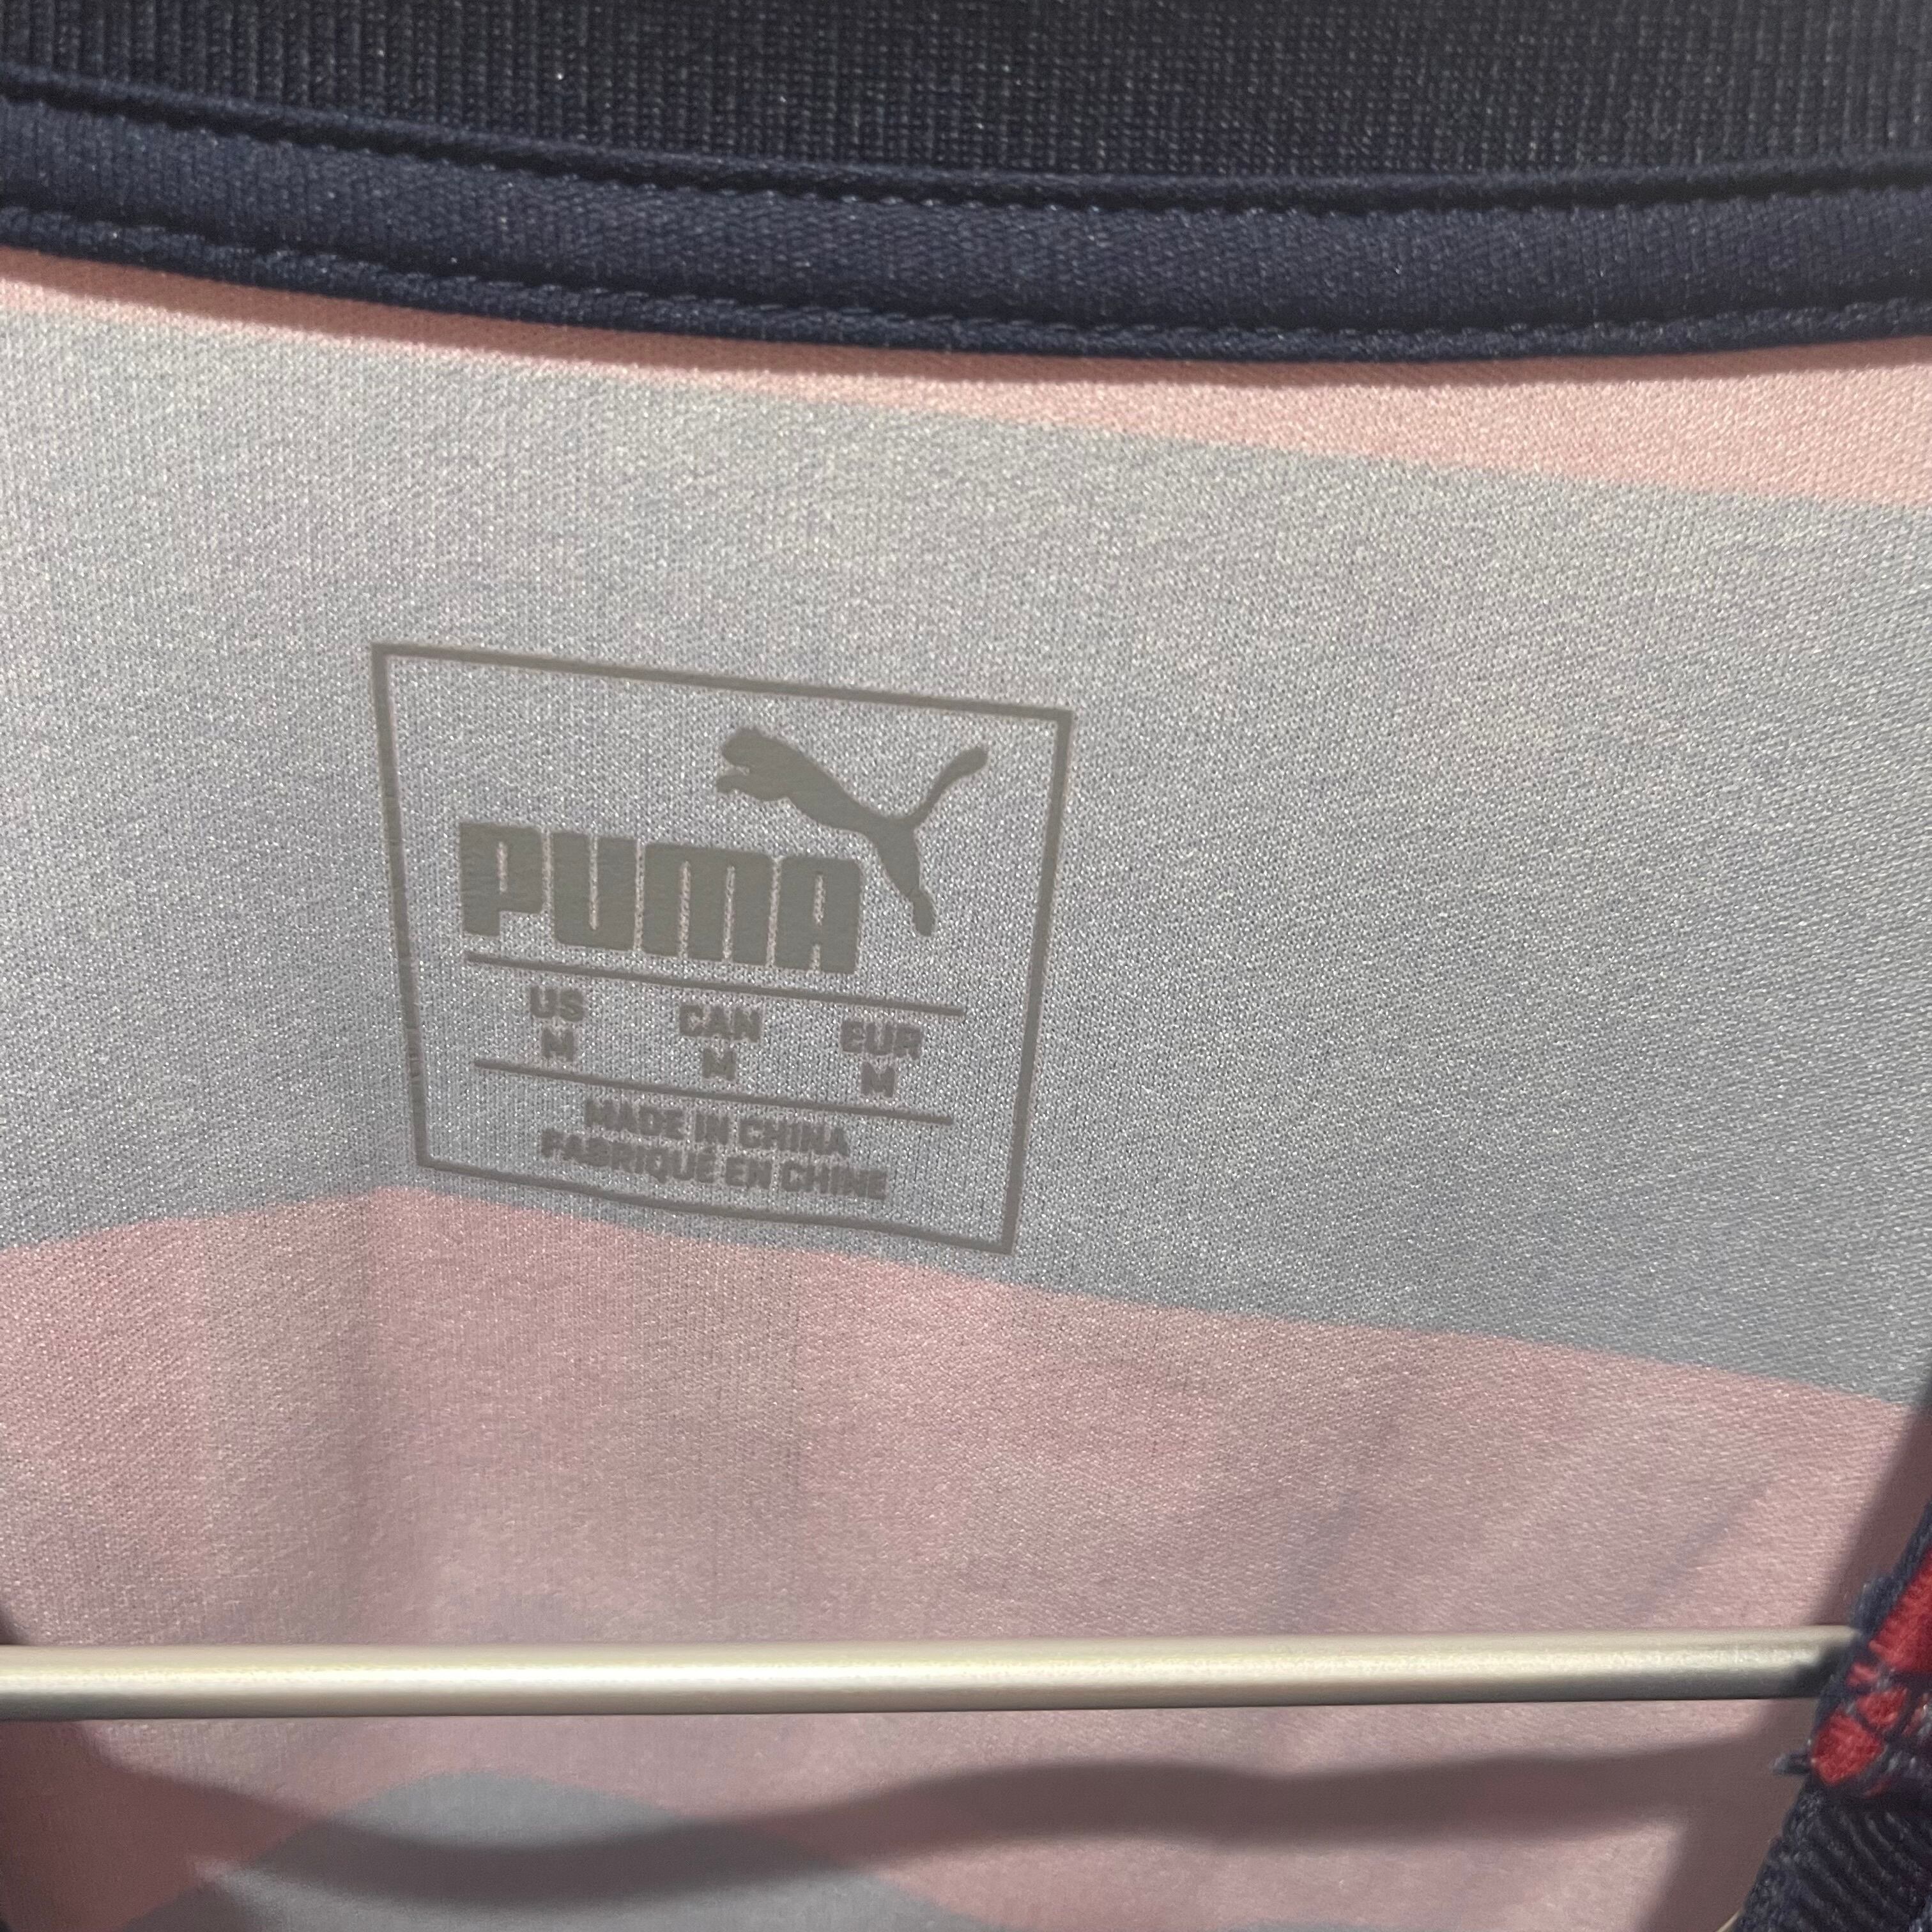 PUMA
US CAN EUR
M M M
MADE IN CHINA
FABRIQUÉ EN CHINE